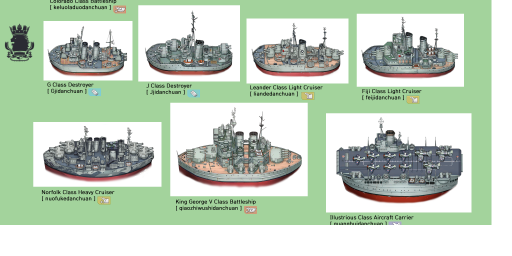 Colorado Class Battleship
[ keluoladuodanchuan ]
G Class Destroyer
[ Gjidanchuan ]
J Class Destroyer
[ Jjidanchuan ]
Leander Class Light Cruiser
[ liandedanchuan ]
Fiji Class Light Cruiser
[ feijidanchuan ]
Norfolk Class Heavy Cruiser
[ nuofukedanchuan ]
King George V Class Battleship
[ qiaozhiwushidanchuan ]
Illustrious Class Aircraft Carrier